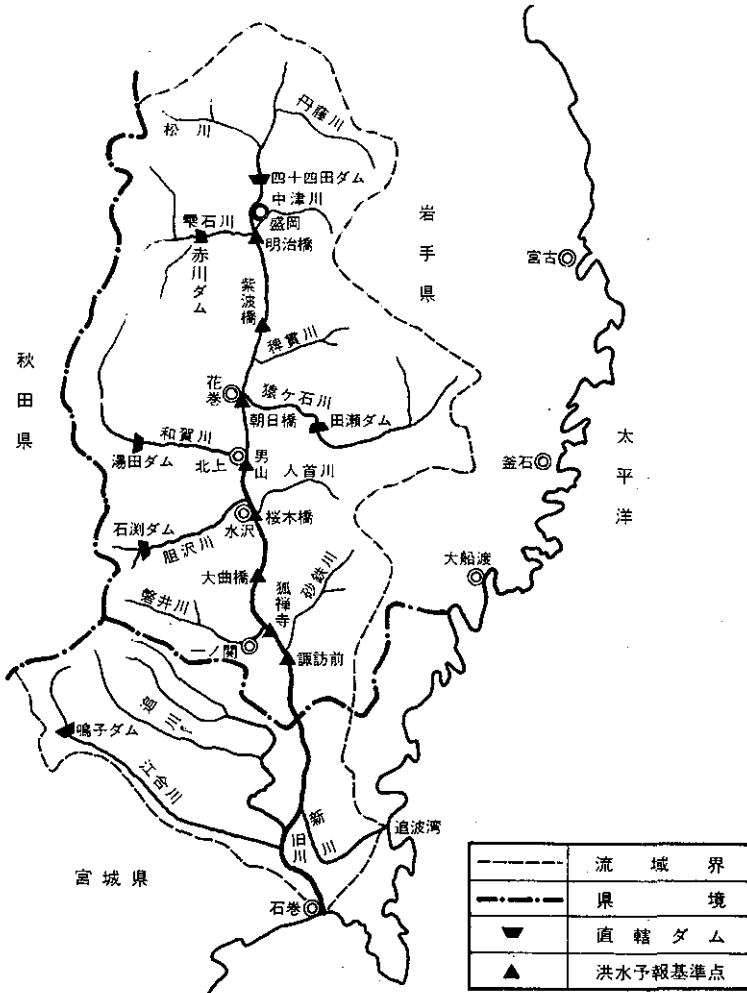 松川
丹藤川
四十四田ダム
中津川
盛岡
雫石川
明治橋
赤川ダム
岩手県
宮古
紫波橋
稗貫川
秋田県
花巻
猿ケ石川
朝日橋
田瀬ダム
和賀川
湯田ダム
北上
男山
人首川
太平洋
釜石
石渕ダム
胆沢川
水沢
桜木橋
大船渡
大曲橋
狐禅寺
砂鉄川
磐井川
一ノ関
諏訪前
鳴子ダム
迫川
江合川
新川
旧川
追波湾
宮城県
石巻
流域界
県境
直轄ダム
洪水予報基準点